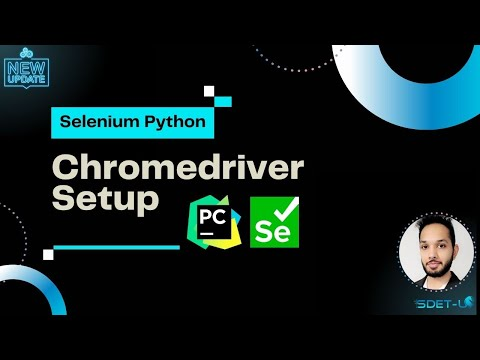 NEW
UPDATE
Selenium Python
Chromedriver
Setup
PC
Se
SDET-U